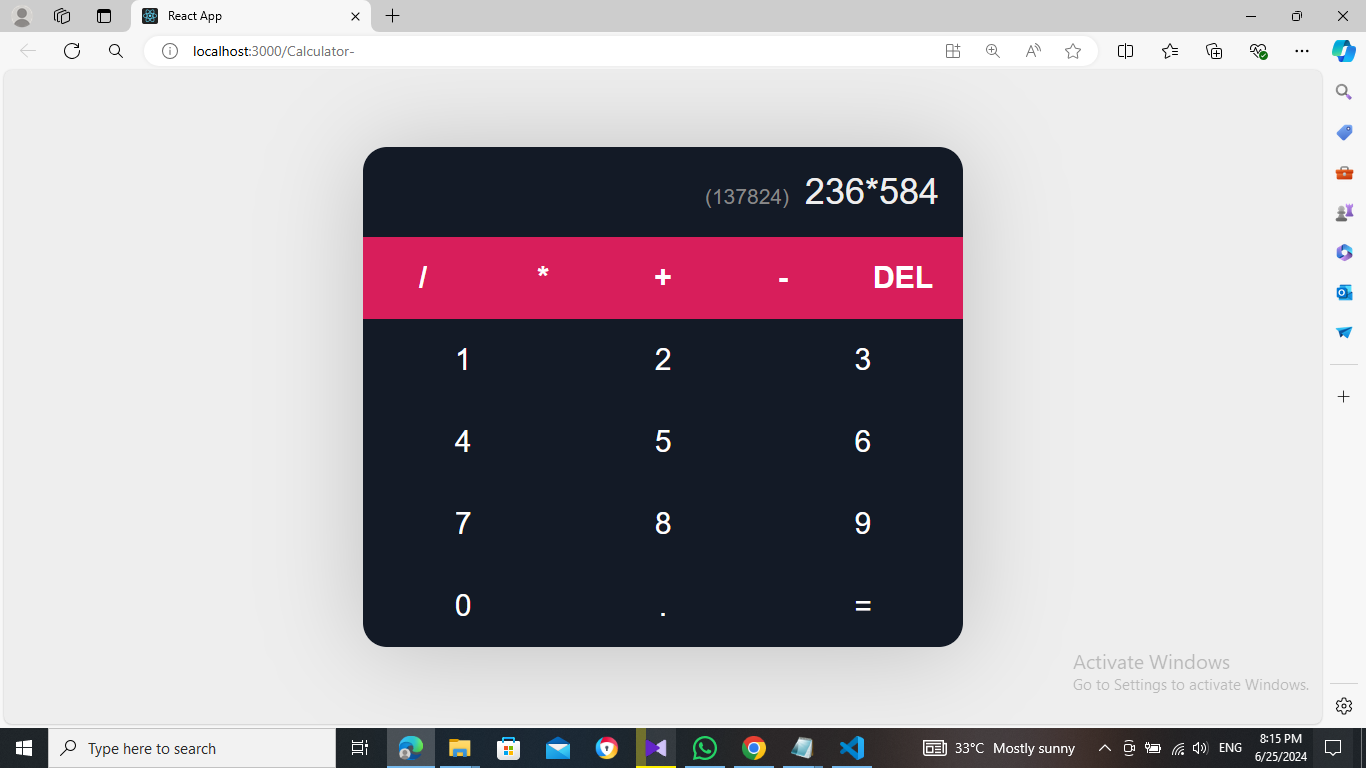 React App
localhost:3000/Calculator-
(137824) 236*584
/ * + - DEL
1 2 3
4 5 6
7 8 9
0 . =
Activate Windows
Go to Settings to activate Windows.
Type here to search
33°C Mostly sunny
ENG
8:15 PM
6/25/2024